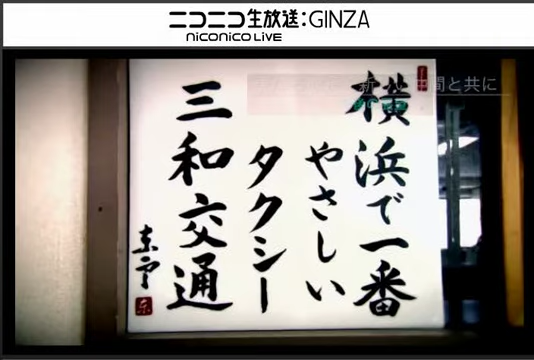 ニコニコ生放送:GINZA
niconico LIVE
横浜で一番
やさしい
タクシー
三和交通